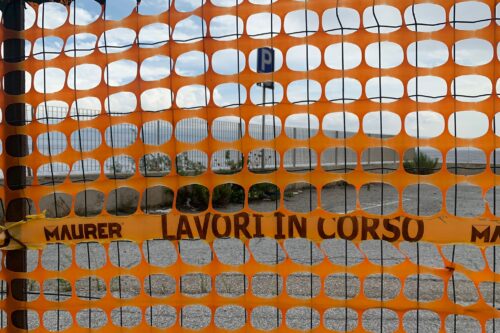 P
MAURER LAVORI IN CORSO MA